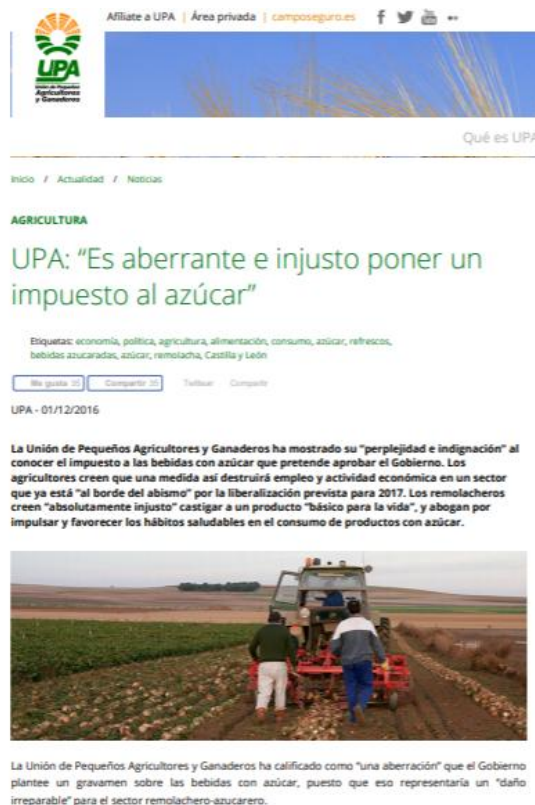 Afíliate a UPA | Área privada | camposeguro.es
UPA
Unión de Pequeños
Agricultores
y Ganaderos
Qué es UPA
Inicio / Actualidad / Noticias
AGRICULTURA
UPA: “Es aberrante e injusto poner un
impuesto al azúcar”
Etiquetas: economía, política, agricultura, alimentación, consumo, azúcar, refrescos,
bebidas azucaradas, azúcar, remolacha, Castilla y León
Me gusta 35 Compartir 35 Twittear Compartir
UPA - 01/12/2016
La Unión de Pequeños Agricultores y Ganaderos ha mostrado su "perplejidad e indignación" al
conocer el impuesto a las bebidas con azúcar que pretende aprobar el Gobierno. Los
agricultores creen que una medida así destruirá empleo y actividad económica en un sector
que ya está "al borde del abismo" por la liberalización prevista para 2017. Los remolacheros
creen "absolutamente injusto" castigar a un producto "básico para la vida", y abogan por
impulsar y favorecer los hábitos saludables en el consumo de productos con azúcar.
La Unión de Pequeños Agricultores y Ganaderos ha calificado como "una aberración" que el Gobierno
plantee un gravamen sobre las bebidas con azúcar, puesto que eso representaría un "daño
irreparable" para el sector remolachero-azucarero.